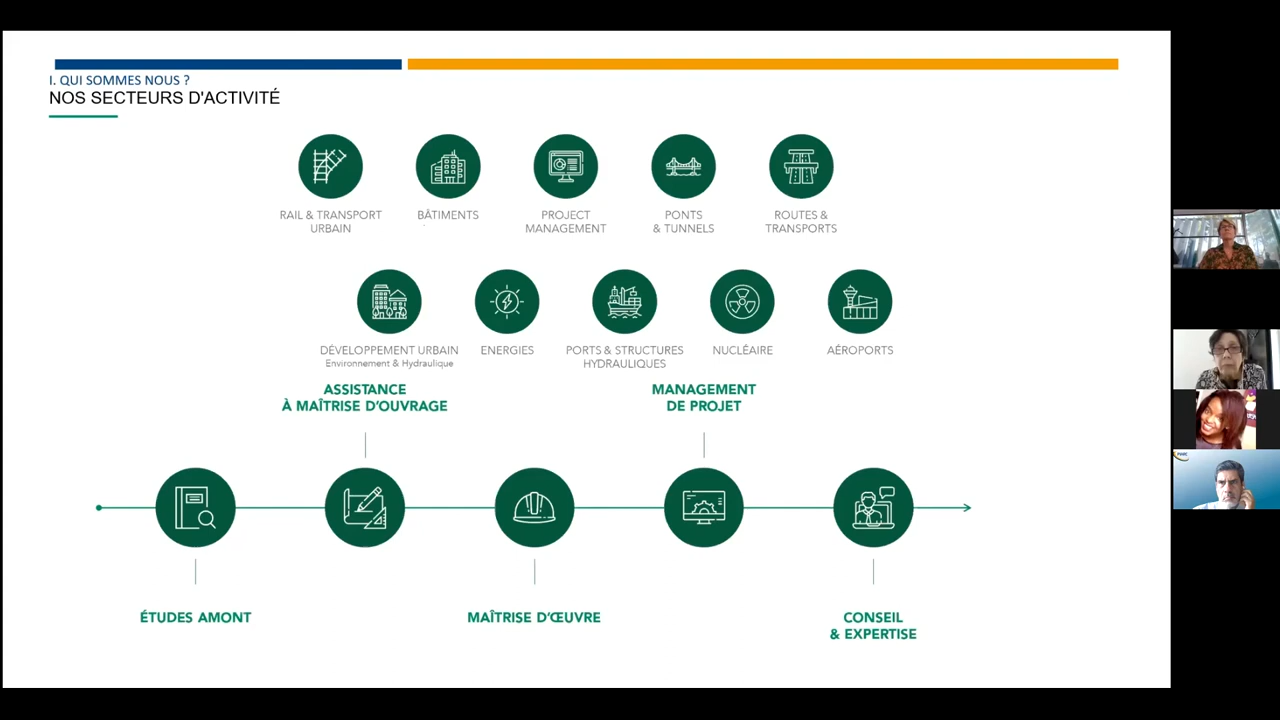 I. QUI SOMMES NOUS ?
NOS SECTEURS D'ACTIVITÉ
RAIL & TRANSPORT
URBAIN
BÂTIMENTS
PROJECT
MANAGEMENT
PONTS
& TUNNELS
ROUTES &
TRANSPORTS
DÉVELOPPEMENT URBAIN
Environnement & Hydraulique
ENERGIES
PORTS & STRUCTURES
HYDRAULIQUES
NUCLÉAIRE
AÉROPORTS
ASSISTANCE
À MAÎTRISE D'OUVRAGE
MANAGEMENT
DE PROJET
ÉTUDES AMONT
MAÎTRISE D'ŒUVRE
CONSEIL
& EXPERTISE